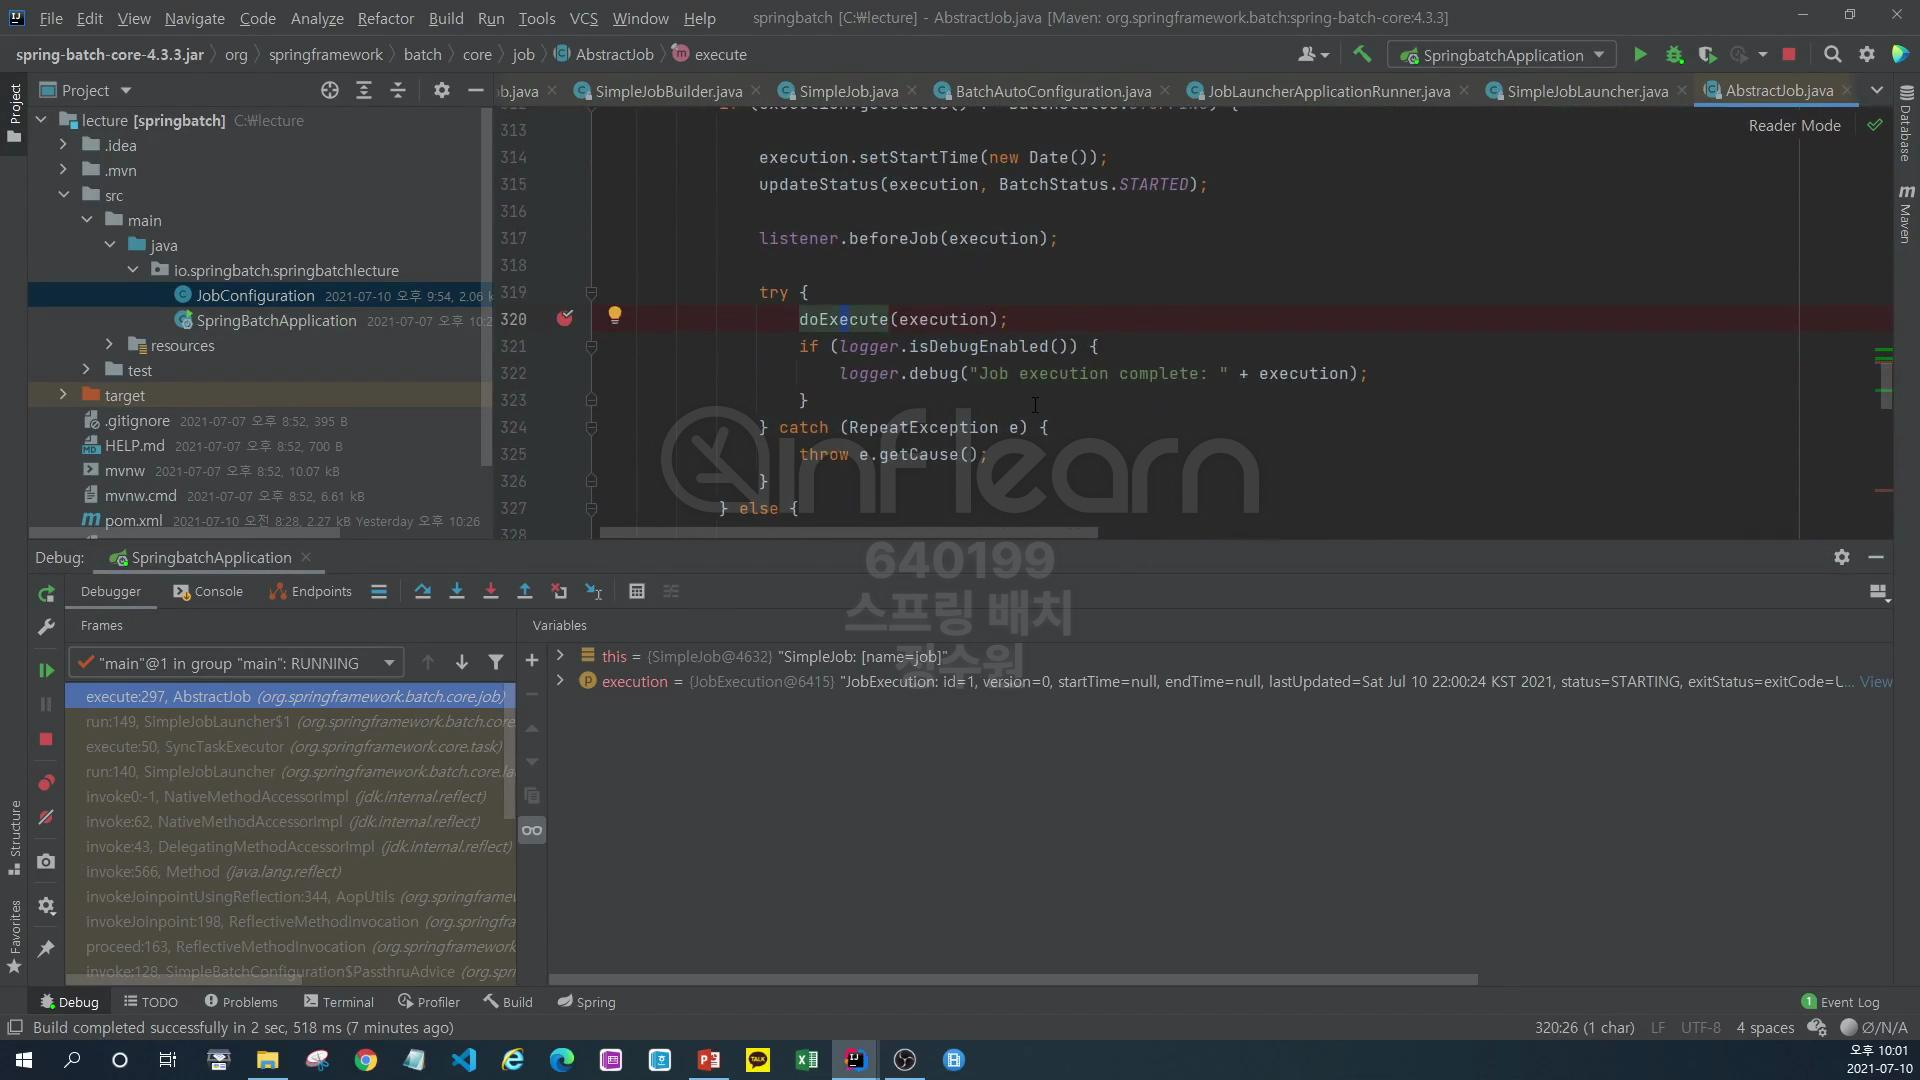 File Edit View Navigate Code Analyze Refactor Build Run Tools VCS Window Help springbatch [C:₩lecture] - AbstractJob.java [Maven: org.springframework.batch:spring-batch-core:4.3.3]
spring-batch-core-4.3.3.jar org springframework batch core job AbstractJob execute SpringbatchApplication
Project
Project
lecture [springbatch] C:₩lecture
.idea
.mvn
src
main
java
io.springbatch.springbatchlecture
JobConfiguration 2021-07-10 오후 9:54, 2.06 k
SpringBatchApplication 2021-07-07 오후 10:2
resources
test
target
.gitignore 2021-07-07 오후 8:52, 395 B
HELP.md 2021-07-07 오후 8:52, 700 B
mvnw 2021-07-07 오후 8:52, 10.07 kB
mvnw.cmd 2021-07-07 오후 8:52, 6.61 kB
pom.xml 2021-07-07 오전 8:28, 2.27 kB Yesterday 오후 10:26
ob.java SimpleJobBuilder.java SimpleJob.java BatchAutoConfiguration.java JobLauncherApplicationRunner.java SimpleJobLauncher.java AbstractJob.java
Reader Mode
Database
Maven
313
314 execution.setStartTime(new Date());
315 updateStatus(execution, BatchStatus.STARTED);
316
317 listener.beforeJob(execution);
318
319 try {
320 doExecute(execution);
321 if (logger.isDebugEnabled()) {
322 logger.debug("Job execution complete: " + execution);
323 }
324 } catch (RepeatException e) {
325 throw e.getCause();
326 }
327 } else {
328
inflearn
640199
스프링 배치
정수원
Debug: SpringbatchApplication
Debugger Console Endpoints
Frames
Variables
"main"@1 in group "main": RUNNING
execute:297, AbstractJob (org.springframework.batch.core.job)
run:149, SimpleJobLauncher$1 (org.springframework.batch.core
execute:50, SyncTaskExecutor (org.springframework.core.task)
run:140, SimpleJobLauncher (org.springframework.batch.core.la
invoke0:-1, NativeMethodAccessorImpl (jdk.internal.reflect)
invoke:62, NativeMethodAccessorImpl (jdk.internal.reflect)
invoke:43, DelegatingMethodAccessorImpl (jdk.internal.reflect)
invoke:566, Method (java.lang.reflect)
invokeJoinpointUsingReflection:344, AopUtils (org.springframew
invokeJoinpoint:198, ReflectiveMethodInvocation (org.springfra
proceed:163, ReflectiveMethodInvocation (org.springframework
invoke:128, SimpleBatchConfiguration$PassthruAdvice (org.spri
this = {SimpleJob@4632} "SimpleJob: [name=job]"
execution = {JobExecution@6415} "JobExecution: id=1, version=0, startTime=null, endTime=null, lastUpdated=Sat Jul 10 22:00:24 KST 2021, status=STARTING, exitStatus=exitCode=U... View
Structure
Favorites
Debug TODO Problems Terminal Profiler Build Spring 1 Event Log
Build completed successfully in 2 sec, 518 ms (7 minutes ago) 320:26 (1 char) LF UTF-8 4 spaces Ø/N/A
TALK
오후 10:01
2021-07-10